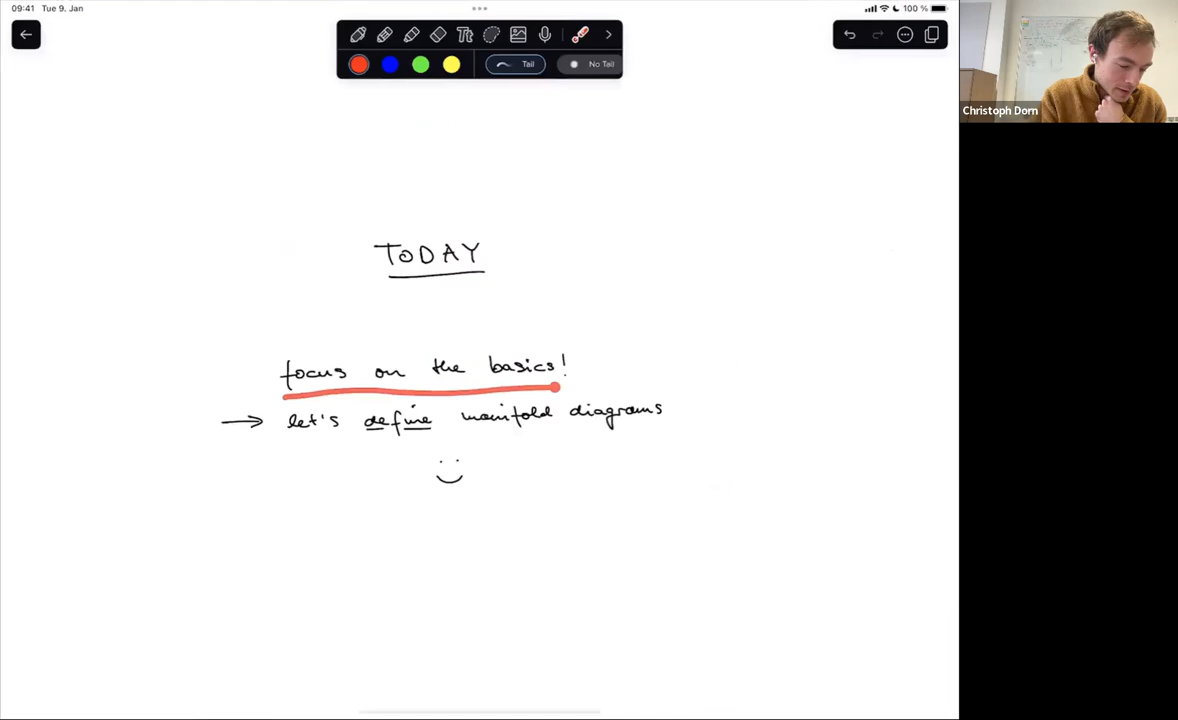 09:41 Tue 9. Jan
100 %
Tail
No Tail
Christoph Dorn
TODAY
focus on the basics!
→ let's define manifold diagrams